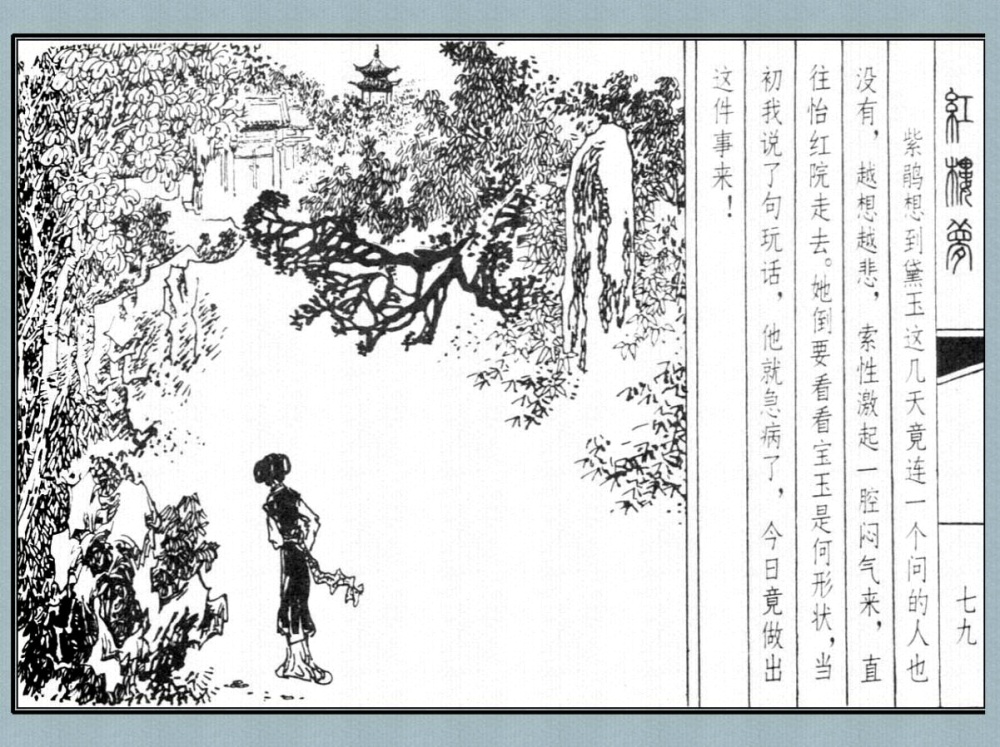 紅樓夢
七九
紫鹃想到黛玉这几天竟连一个问的人也
没有，越想越悲，索性激起一腔闷气来，直
往怡红院走去。她倒要看看宝玉是何形状，当
初我说了句玩话，他就急病了，今日竟做出
这件事来！